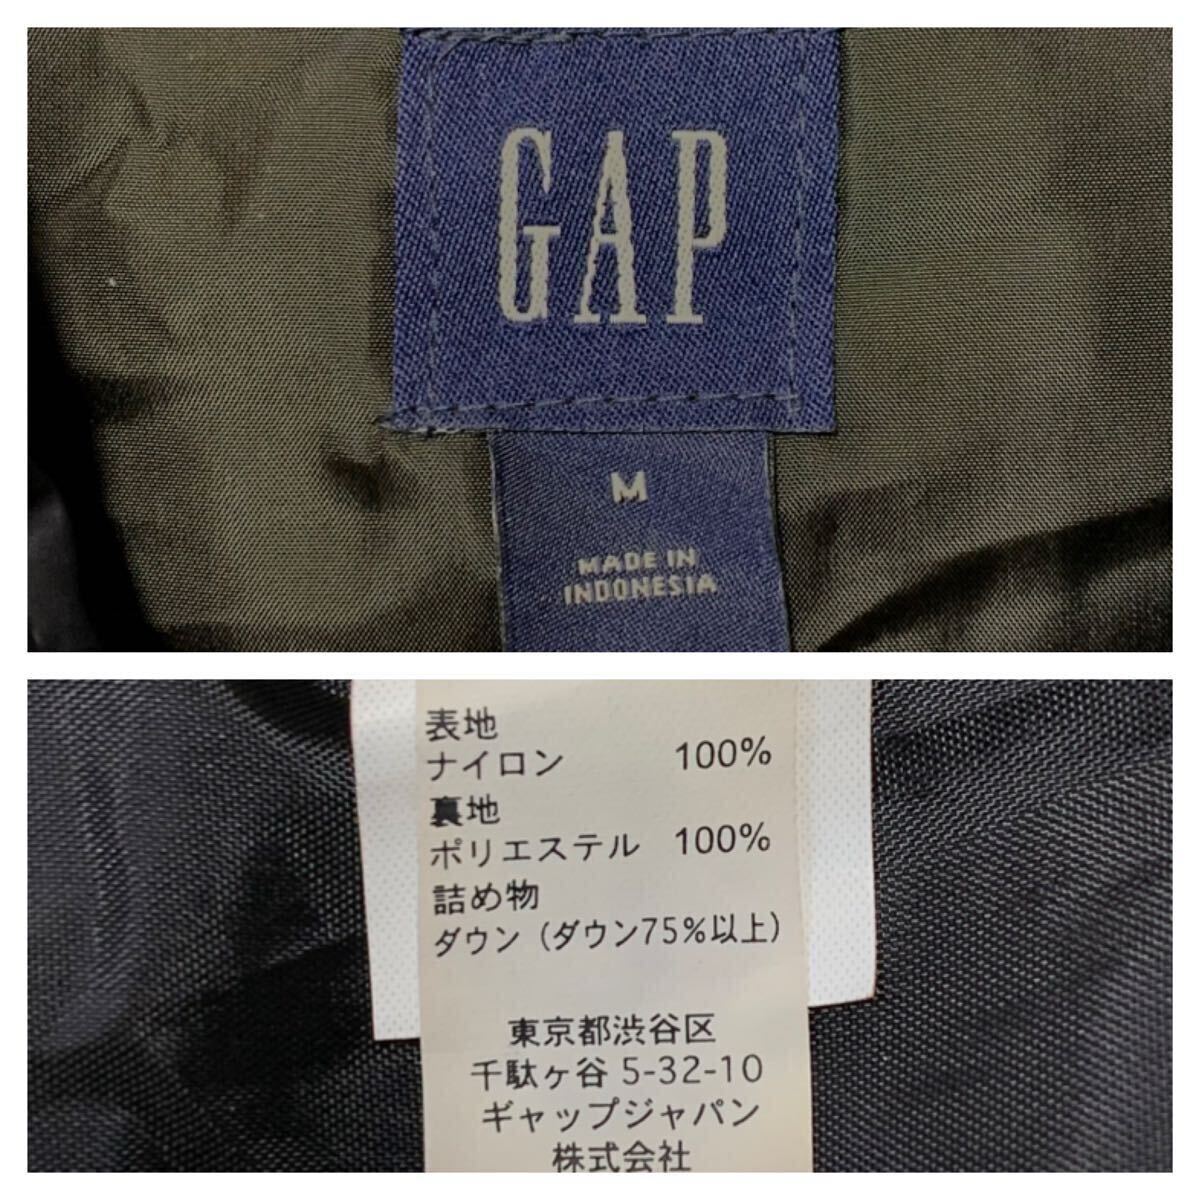 GAP
M
MADE IN
INDONESIA
表地
ナイロン 100%
裏地
ポリエステル 100%
詰め物
ダウン (ダウン75%以上)
東京都渋谷区
千駄ヶ谷 5-32-10
ギャップジャパン
株式会社